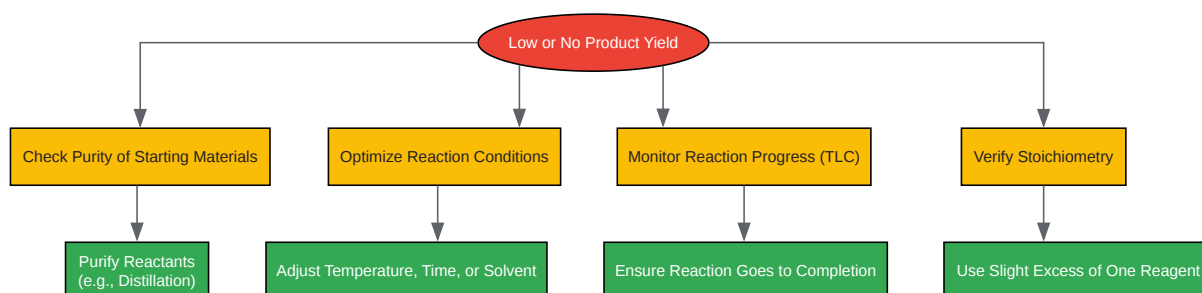 Low or No Product Yield
Check Purity of Starting Materials
Optimize Reaction Conditions
Monitor Reaction Progress (TLC)
Verify Stoichiometry
Purify Reactants
(e.g., Distillation)
Adjust Temperature, Time, or Solvent
Ensure Reaction Goes to Completion
Use Slight Excess of One Reagent